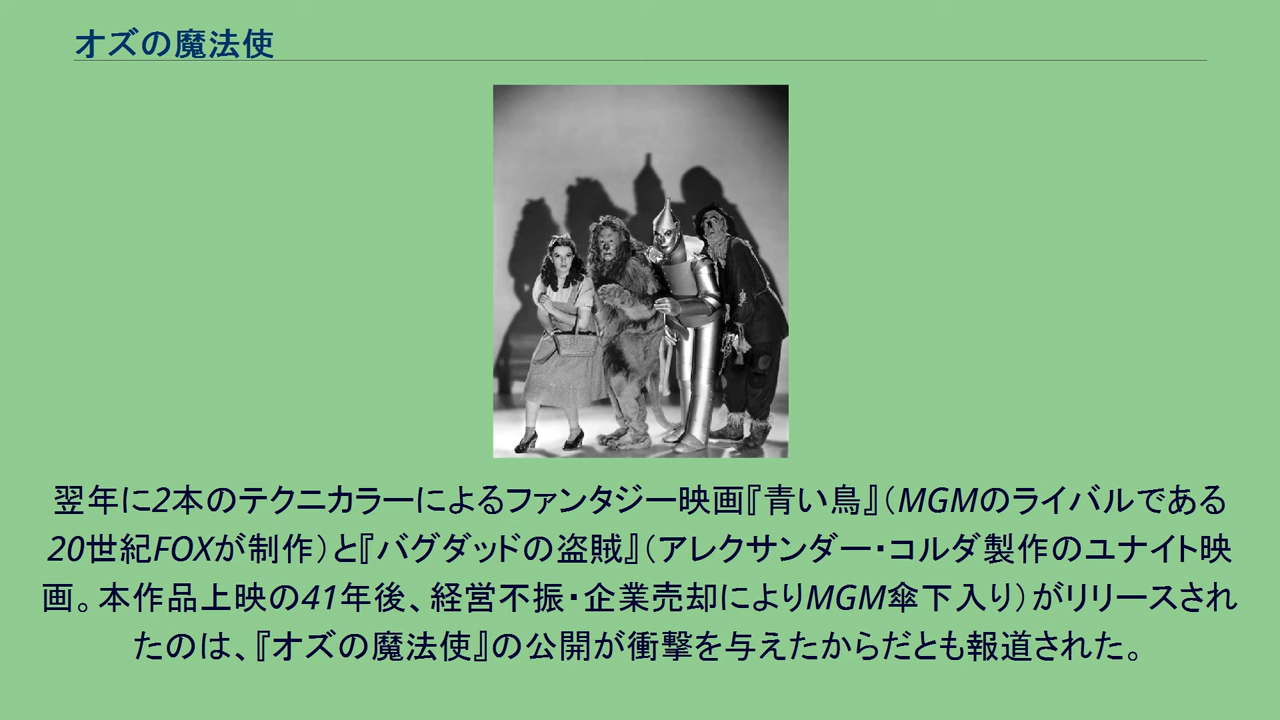 オズの魔法使
翌年に2本のテクニカラーによるファンタジー映画『青い鳥』（MGMのライバルである
20世紀FOXが制作）と『バグダッドの盗賊』（アレクサンダー・コルダ製作のユナイト映
画。本作品上映の41年後、経営不振・企業売却によりMGM傘下入り）がリリースされ
たのは、『オズの魔法使』の公開が衝撃を与えたからだとも報道された。